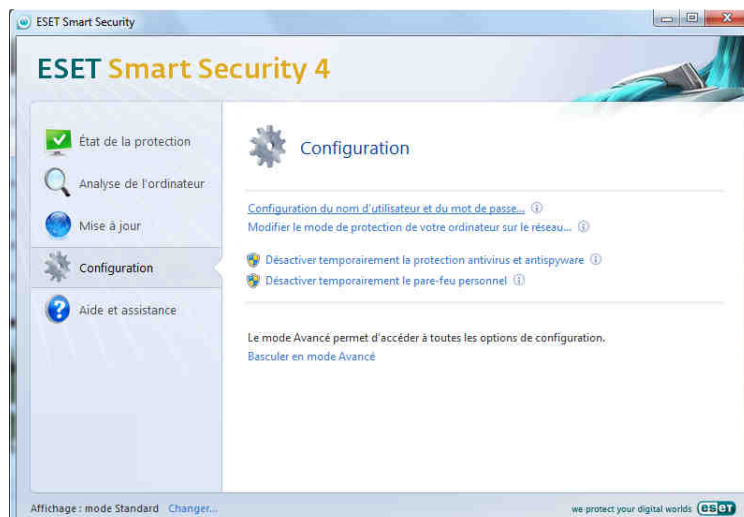 ESET Smart Security
ESET Smart Security 4
État de la protection
Analyse de l'ordinateur
Mise à jour
Configuration
Aide et assistance
Configuration
Configuration du nom d'utilisateur et du mot de passe...
Modifier le mode de protection de votre ordinateur sur le réseau...
Désactiver temporairement la protection antivirus et antispyware
Désactiver temporairement le pare-feu personnel
Le mode Avancé permet d'accéder à toutes les options de configuration.
Basculer en mode Avancé
Affichage : mode Standard Changer...
we protect your digital worlds eseT